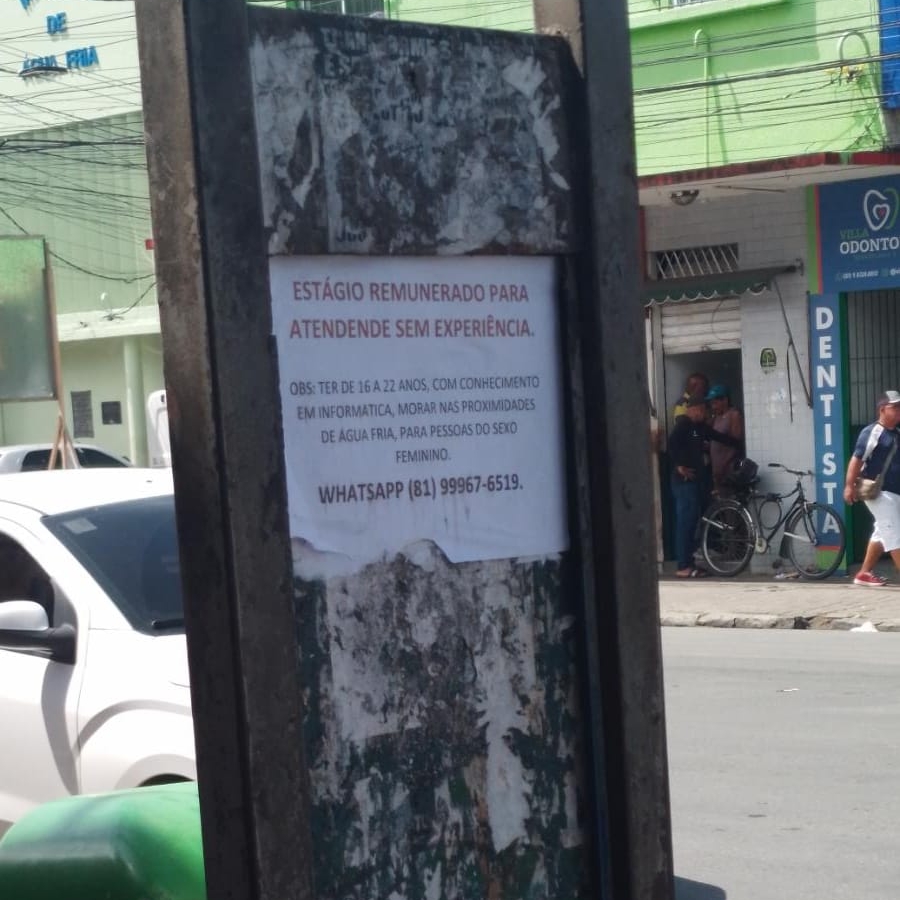 DE
ÁGUA FRIA
ESTÁGIO REMUNERADO PARA
ATENDENDE SEM EXPERIÊNCIA.
OBS: TER DE 16 A 22 ANOS, COM CONHECIMENTO
EM INFORMATICA, MORAR NAS PROXIMIDADES
DE ÁGUA FRIA, PARA PESSOAS DO SEXO
FEMININO.
WHATSAPP (81) 99967-6519.
VILLA
ODONTO
DENTISTA